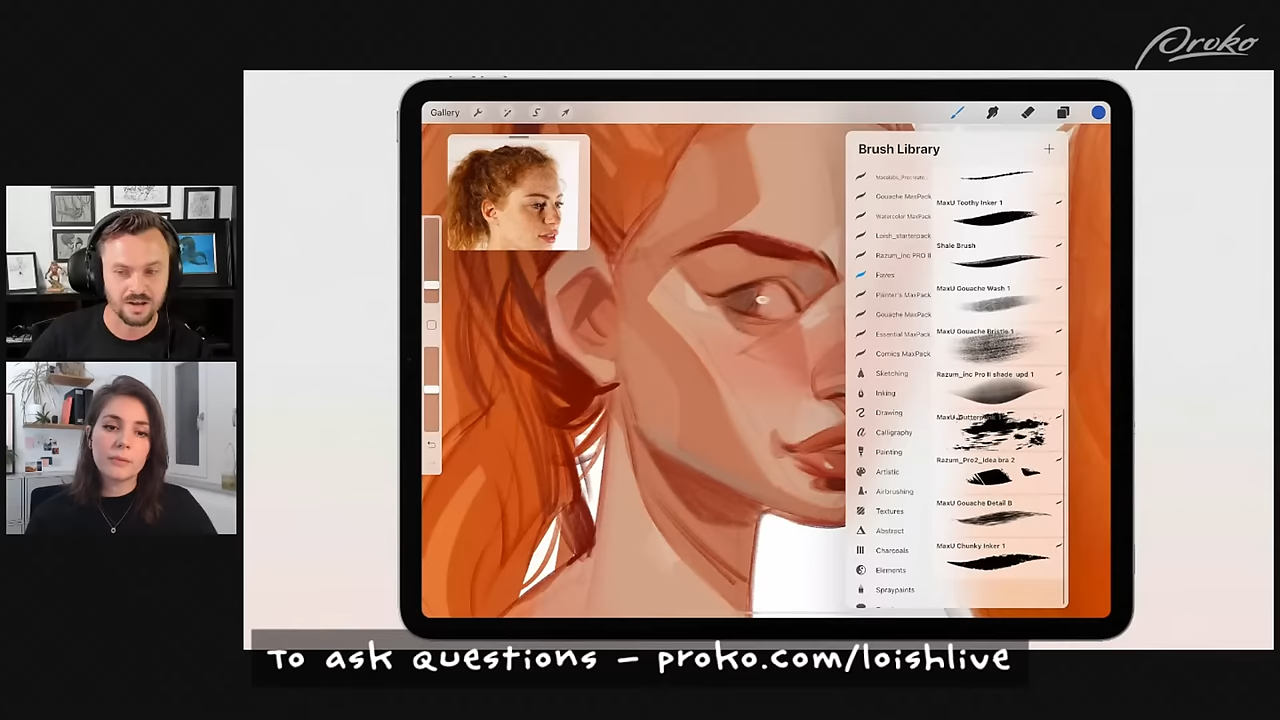 Proko
Gallery
Brush Library
Gouache MaxPack
Watercolor MaxPack
Loish_starterpack
Razum_inc PRO II
Faves
Painter's MaxPack
Gouache MaxPack
Essential MaxPack
Comics MaxPack
Sketching
Inking
Drawing
Calligraphy
Painting
Artistic
Airbrushing
Textures
Abstract
Charcoals
Elements
Spraypaints
MaxU Toothy Inker 1
Shale Brush
MaxU Gouache Wash 1
MaxU Gouache Bristle 1
Razum_inc Pro II shade upd 1
MaxU
Razum_Pro2_Idea bra 2
MaxU Gouache Detail B
MaxU Chunky Inker 1
To ask questions – proko.com/loishlive